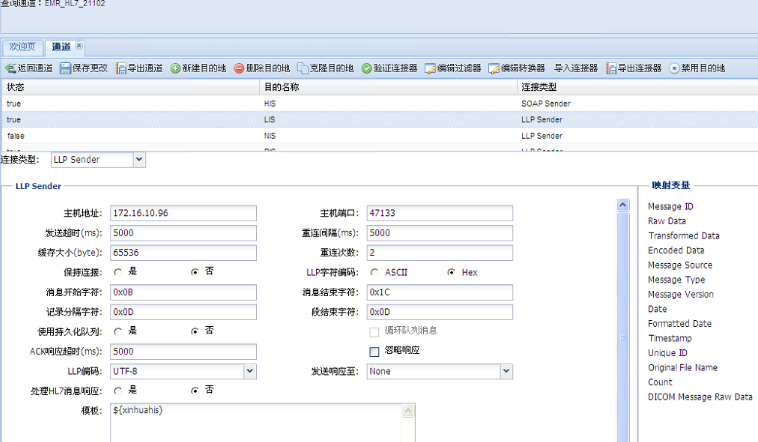 查询通道：EMR_HL7_21102
欢迎页 通道
返回通道 保存更改 导出通道 新建目的地 删除目的地 克隆目的地 验证连接器 编辑过滤器 编辑转换器 导入连接器 导出连接器 禁用目的地
状态 目的名称 连接类型
true HIS SOAP Sender
true LIS LLP Sender
false NIS LLP Sender
连接类型: LLP Sender
LLP Sender 映射变量
主机地址: 172.16.10.96 主机端口: 47133 Message ID
发送超时(ms): 5000 重连间隔(ms): 5000 Raw Data
Transformed Data
缓存大小(byte): 65536 重连次数: 2 Encoded Data
保持连接: 是 否 LLP字符编码: ASCII Hex Message Source
Message Type
消息开始字符: 0x0B 消息结束字符: 0x1C Message Version
记录分隔字符: 0x0D 段结束字符: 0x0D Date
Formatted Date
使用持久化队列: 是 否 循环队列消息 Timestamp
ACK响应超时(ms): 5000 忽略响应 Unique ID
LLP编码: UTF-8 发送响应至: None Original File Name
Count
处理HL7消息响应: 是 否 DICOM Message Raw Data
模板: ${xinhuahis}